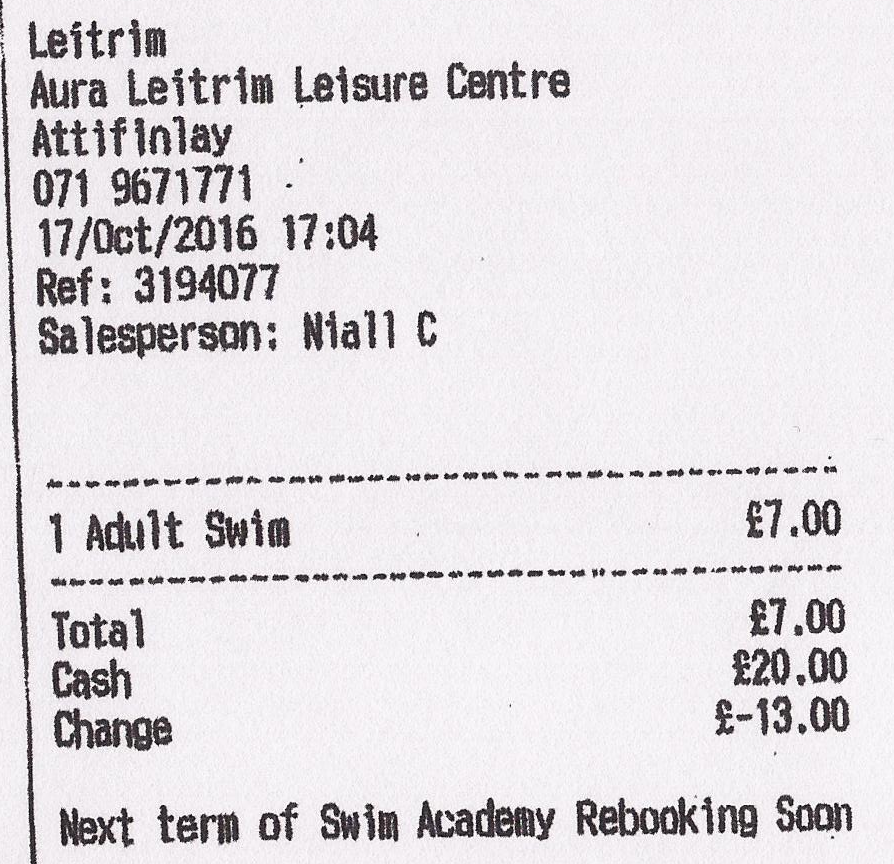 Leitrim
Aura Leitrim Leisure Centre
Attifinlay
071 9671771
17/Oct/2016 17:04
Ref: 3194077
Salesperson: Niall C
1 Adult Swim £7.00
Total £7.00
Cash £20.00
Change £-13.00
Next term of Swim Academy Rebooking Soon